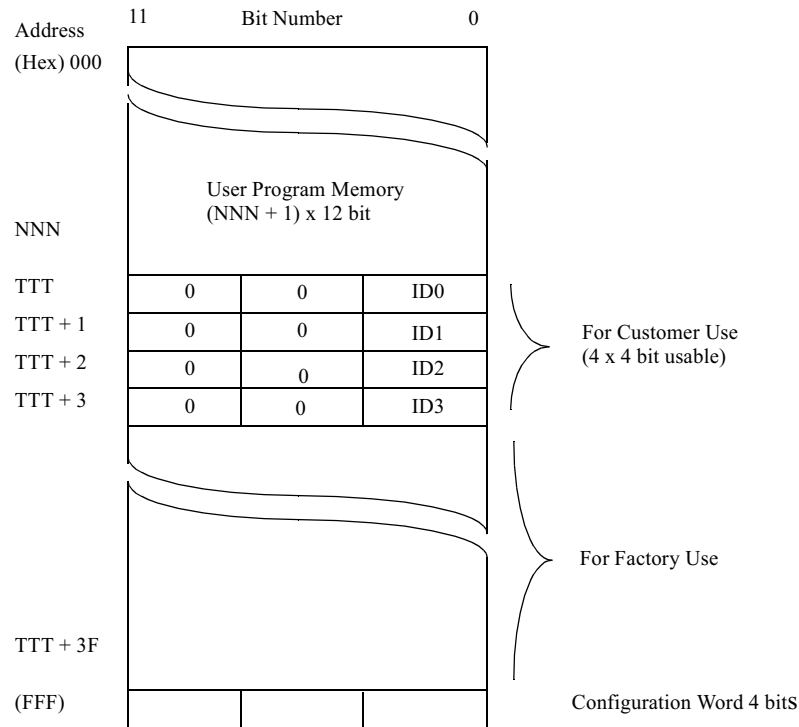 11 Bit Number 0
Address
(Hex) 000
User Program Memory
(NNN + 1) x 12 bit
NNN
TTT 0 0 ID0
TTT + 1 0 0 ID1
TTT + 2 0 0 ID2
TTT + 3 0 0 ID3
For Customer Use
(4 x 4 bit usable)
For Factory Use
TTT + 3F
(FFF) Configuration Word 4 bits